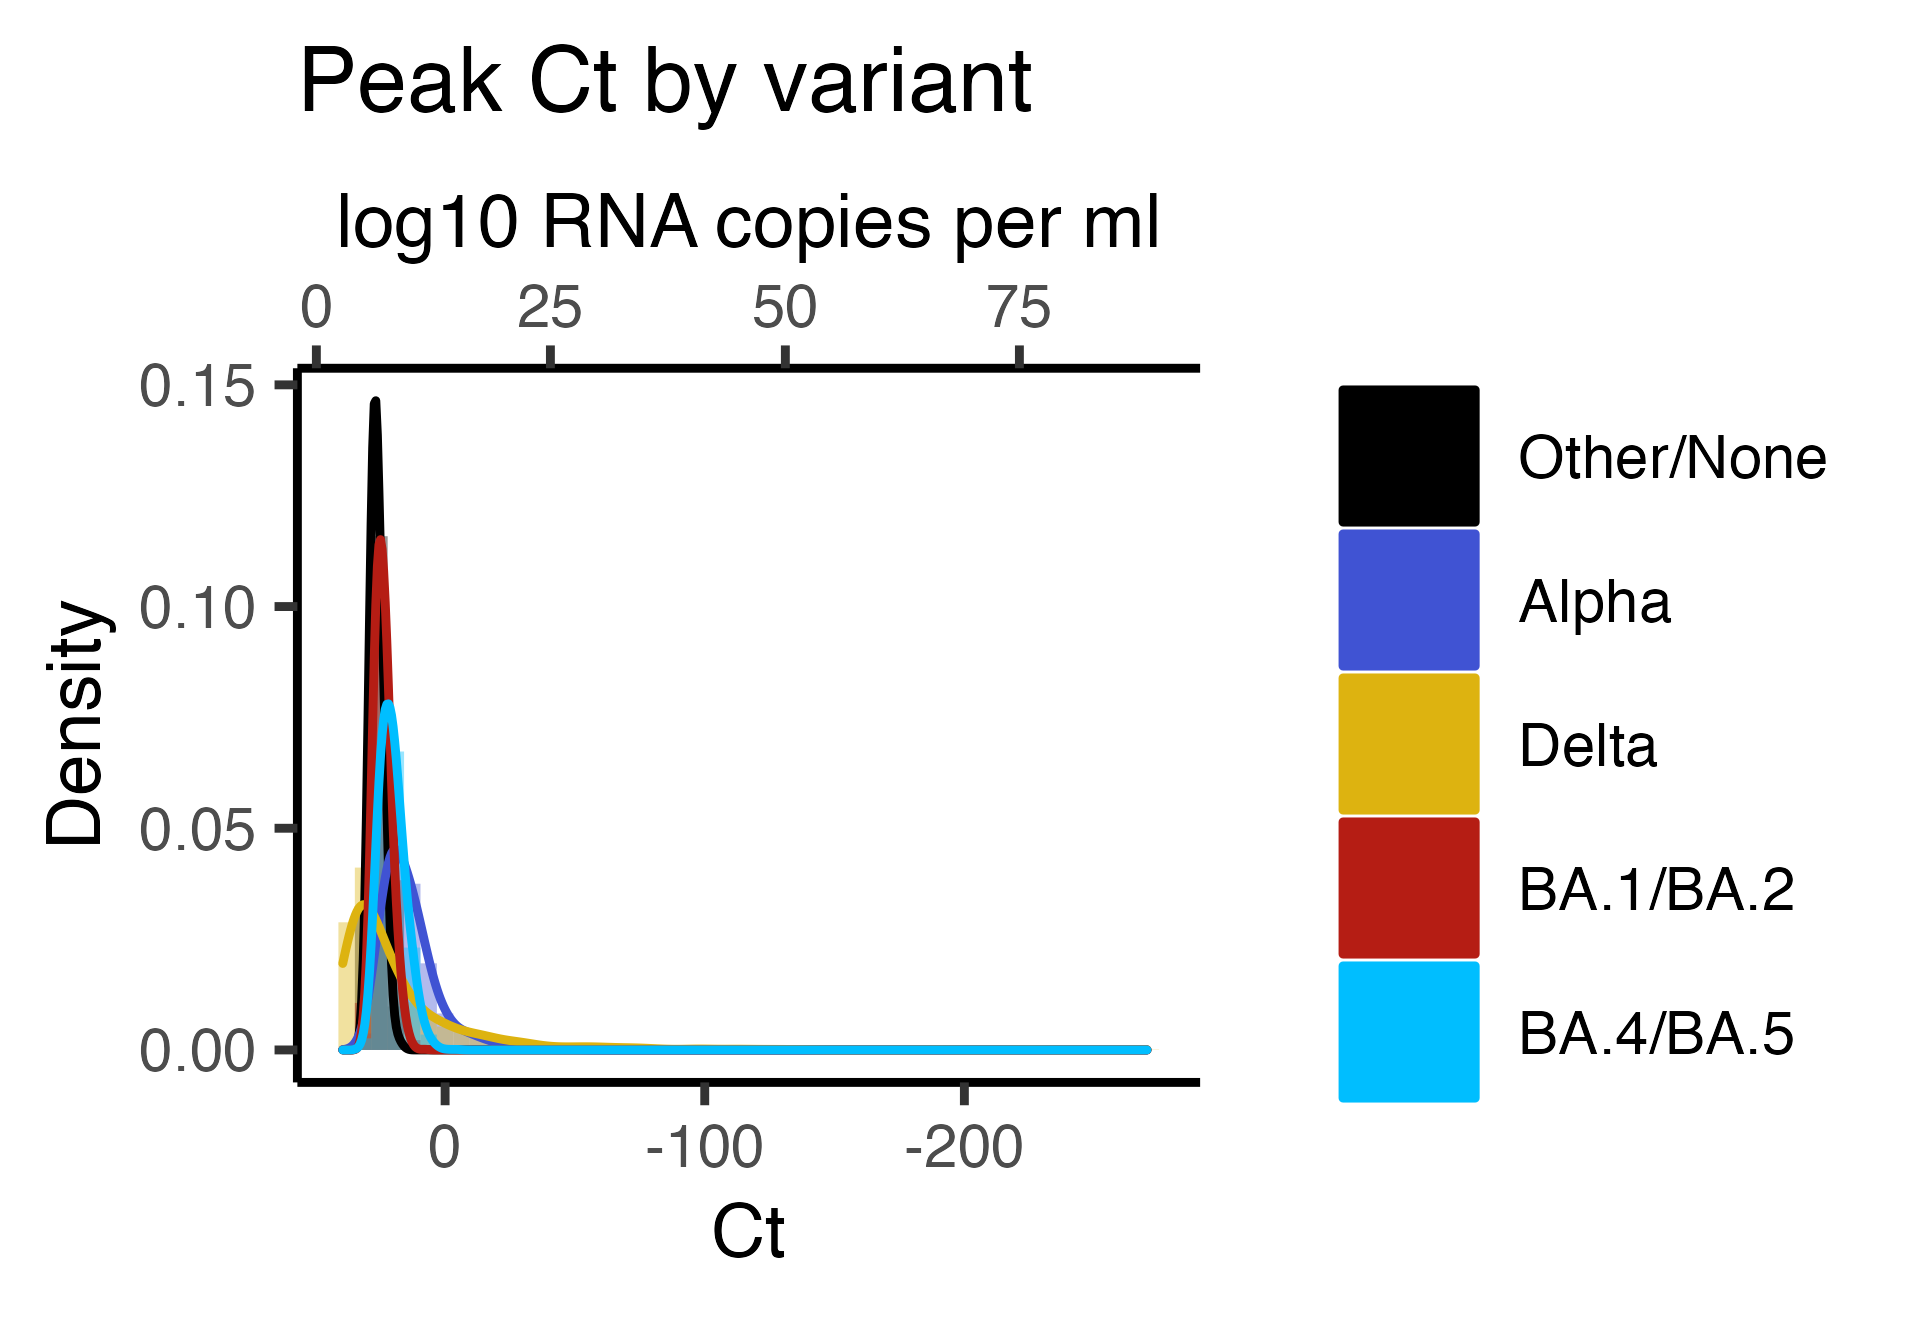 Peak Ct by variant
log10 RNA copies per ml
0 25 50 75
0.15
0.10
0.05
0.00
Density
0 -100 -200
Ct
Other/None
Alpha
Delta
BA.1/BA.2
BA.4/BA.5